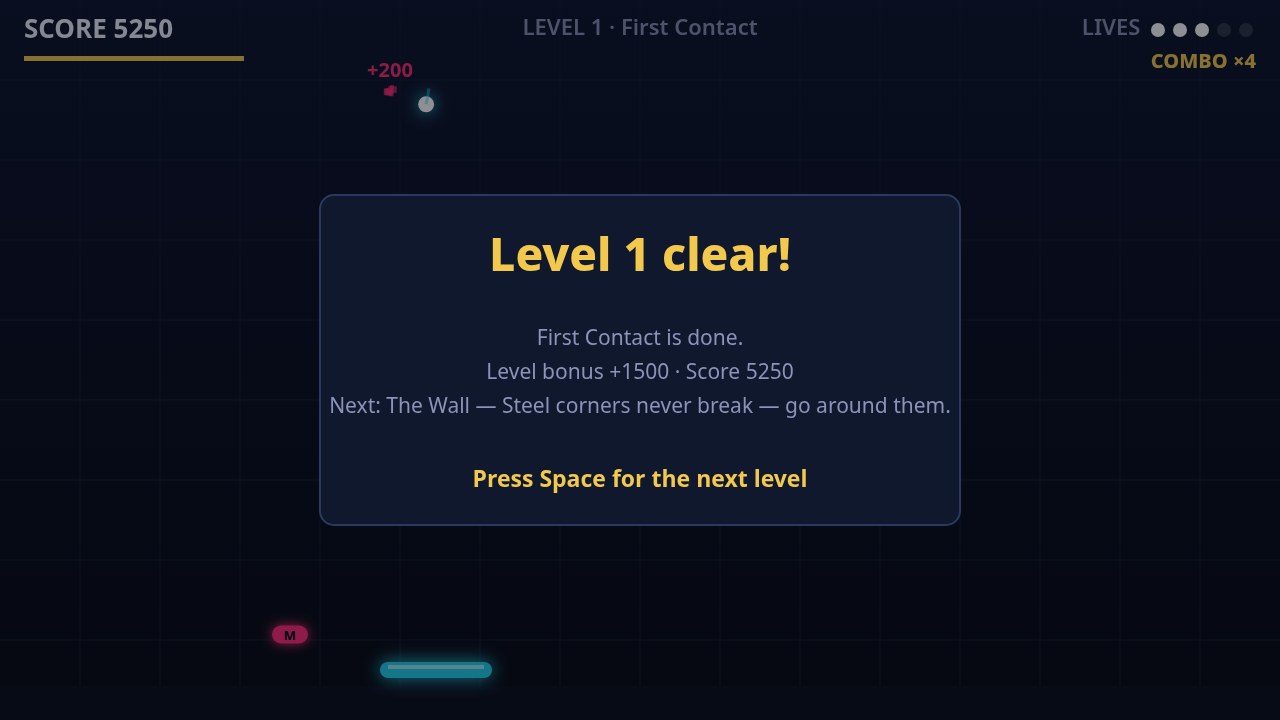 SCORE 5250
LEVEL 1 · First Contact
LIVES
COMBO ×4
+200
Level 1 clear!
First Contact is done.
Level bonus +1500 · Score 5250
Next: The Wall — Steel corners never break — go around them.
Press Space for the next level
M